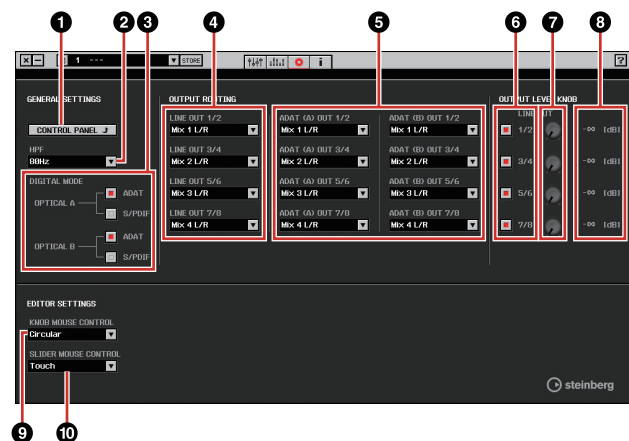 1 2 3 4 5 6 7 8
1 --- STORE i ?
GENERAL SETTINGS
CONTROL PANEL
HPF
80Hz
DIGITAL MODE
OPTICAL A
ADAT
S/PDIF
OPTICAL B
ADAT
S/PDIF
OUTPUT ROUTING
LINE OUT 1/2
Mix 1 L/R
LINE OUT 3/4
Mix 2 L/R
LINE OUT 5/6
Mix 3 L/R
LINE OUT 7/8
Mix 4 L/R
ADAT (A) OUT 1/2
Mix 1 L/R
ADAT (A) OUT 3/4
Mix 2 L/R
ADAT (A) OUT 5/6
Mix 3 L/R
ADAT (A) OUT 7/8
Mix 4 L/R
ADAT (B) OUT 1/2
Mix 1 L/R
ADAT (B) OUT 3/4
Mix 2 L/R
ADAT (B) OUT 5/6
Mix 3 L/R
ADAT (B) OUT 7/8
Mix 4 L/R
OUTPUT LEVEL KNOB
LINE OUT
1/2 -∞ [dB]
3/4 -∞ [dB]
5/6 -∞ [dB]
7/8 -∞ [dB]
EDITOR SETTINGS
KNOB MOUSE CONTROL
Circular
SLIDER MOUSE CONTROL
Touch
steinberg
9 10